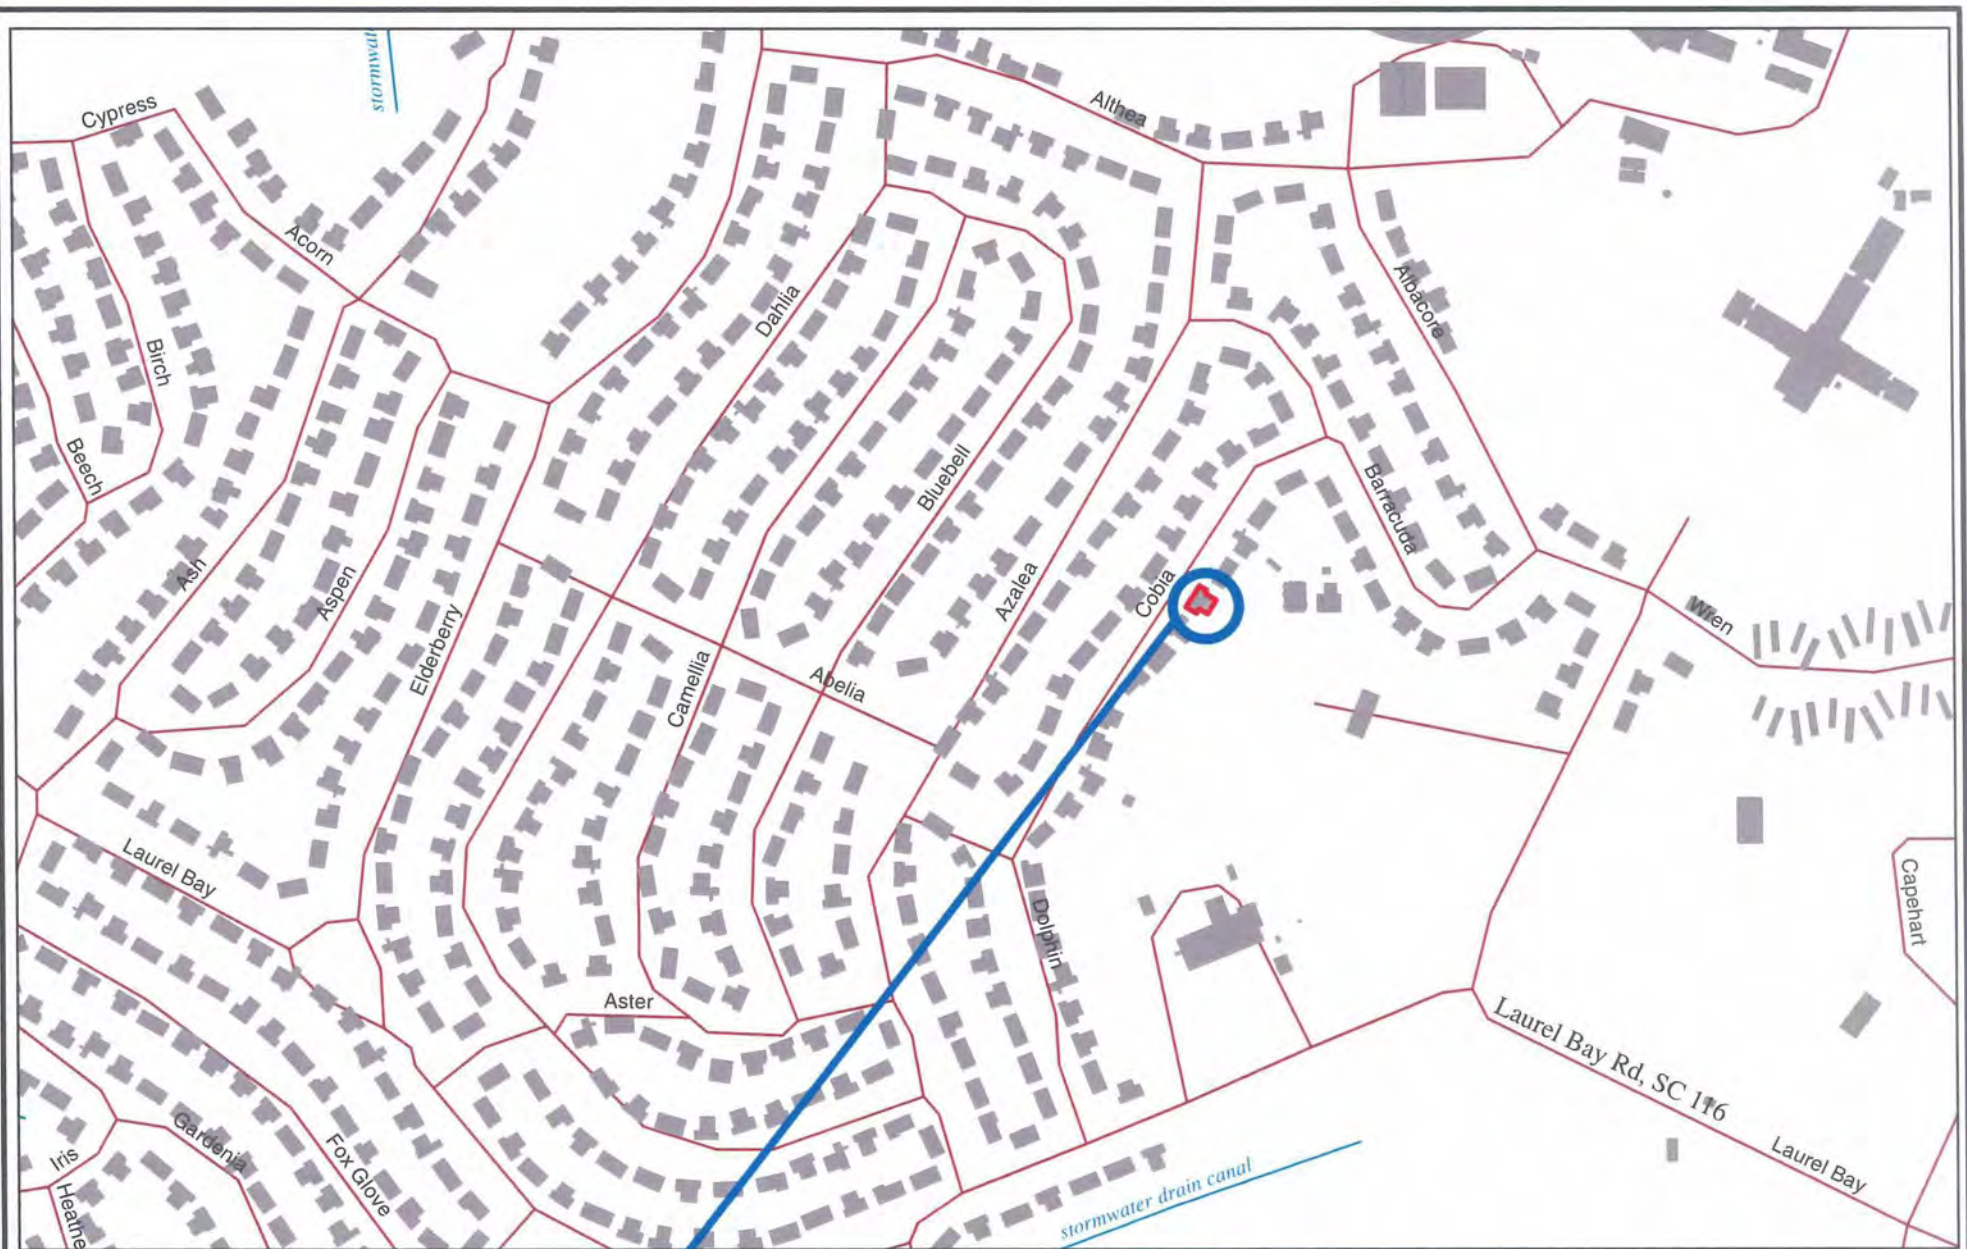 stormwat
Cypress
Althea
Acorn
Albacore
Dahlia
Birch
Beech
Bluebell
Barracuda
Ash
Aspen
Azalea
Cobia
Elderberry
Wren
Camellia
Abelia
Laurel Bay
Capehart
Dolphin
Aster
Laurel Bay Rd, SC 116
Gardenia
Iris
Fox Glove
Heathe
Laurel Bay
stormwater drain canal